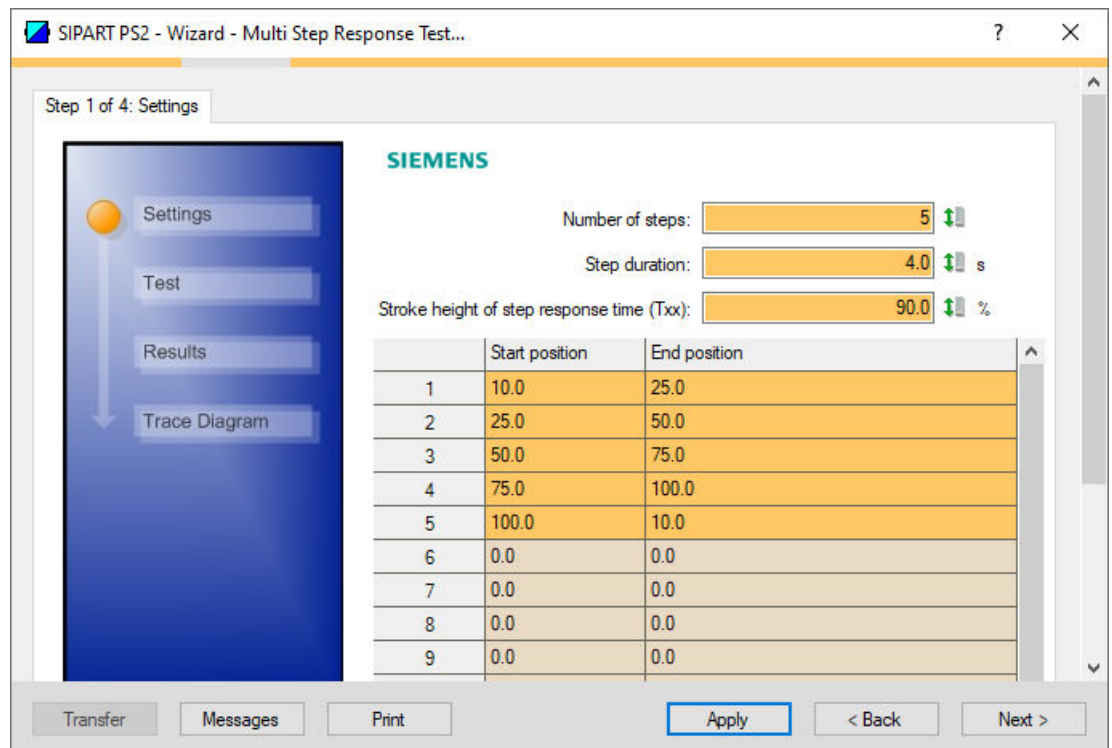 SIPART PS2 - Wizard - Multi Step Response Test...
?
Step 1 of 4: Settings
Settings
Test
Results
Trace Diagram
SIEMENS
Number of steps: 5
Step duration: 4.0 s
Stroke height of step response time (Txx): 90.0 %
Start position End position
1 10.0 25.0
2 25.0 50.0
3 50.0 75.0
4 75.0 100.0
5 100.0 10.0
6 0.0 0.0
7 0.0 0.0
8 0.0 0.0
9 0.0 0.0
Transfer Messages Print Apply < Back Next >